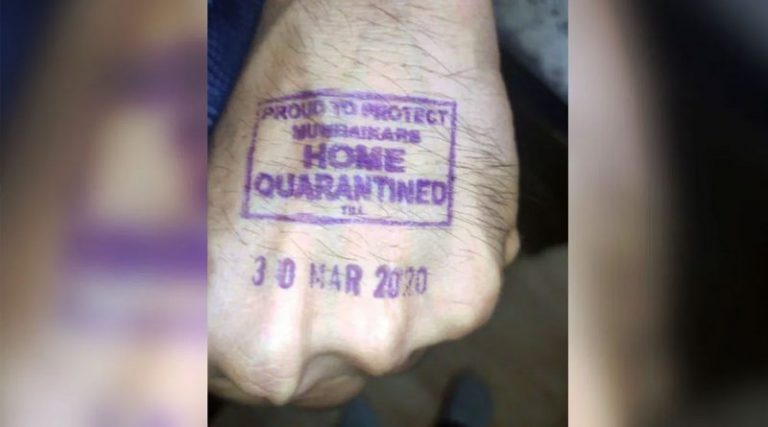 PROUD TO PROTECT
MUMBAIKARS
HOME
QUARANTINED
TILL
30 MAR 2020